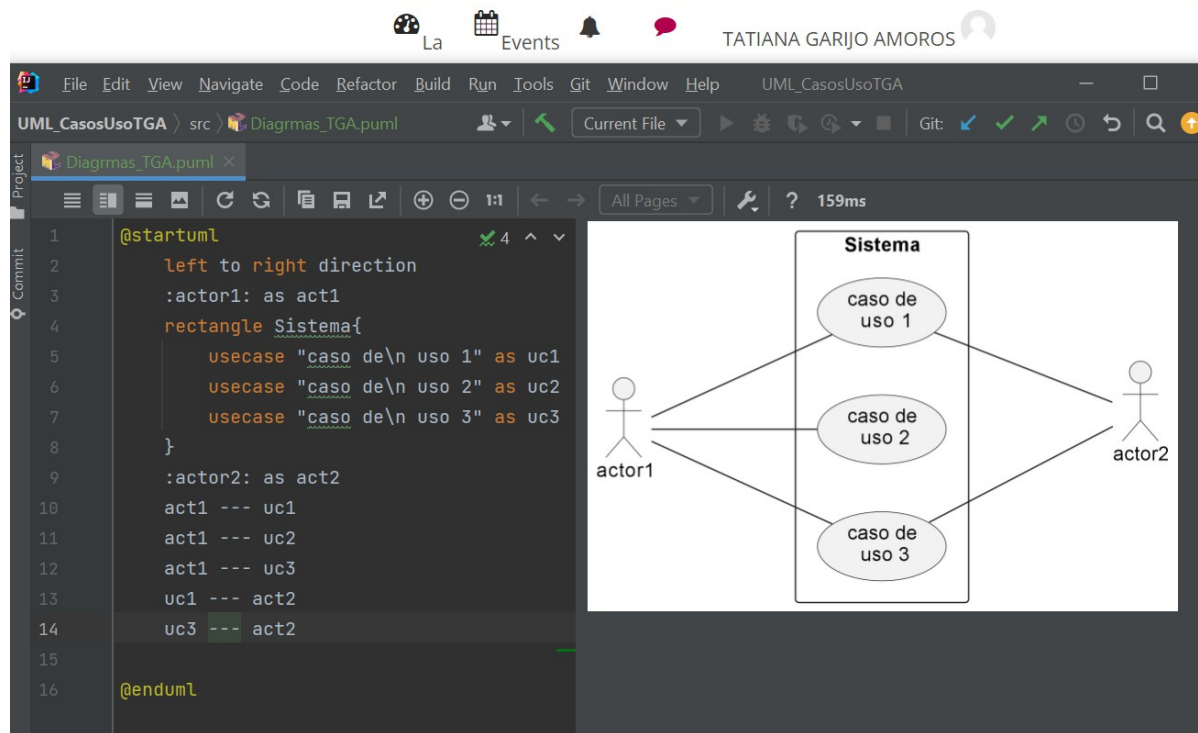 La Events TATIANA GARIJO AMOROS
File Edit View Navigate Code Refactor Build Run Tools Git Window Help UML_CasosUsoTGA
UML_CasosUsoTGA src Diagrmas_TGA.puml Current File Git:
Project
Commit
Diagrmas_TGA.puml
1:1 All Pages ? 159ms
4
1 @startuml
2 left to right direction
3 :actor1: as act1
4 rectangle Sistema{
5 usecase "caso de\n uso 1" as uc1
6 usecase "caso de\n uso 2" as uc2
7 usecase "caso de\n uso 3" as uc3
8 }
9 :actor2: as act2
10 act1 --- uc1
11 act1 --- uc2
12 act1 --- uc3
13 uc1 --- act2
14 uc3 --- act2
15
16 @enduml
Sistema
caso de
uso 1
caso de
uso 2
caso de
uso 3
actor1
actor2